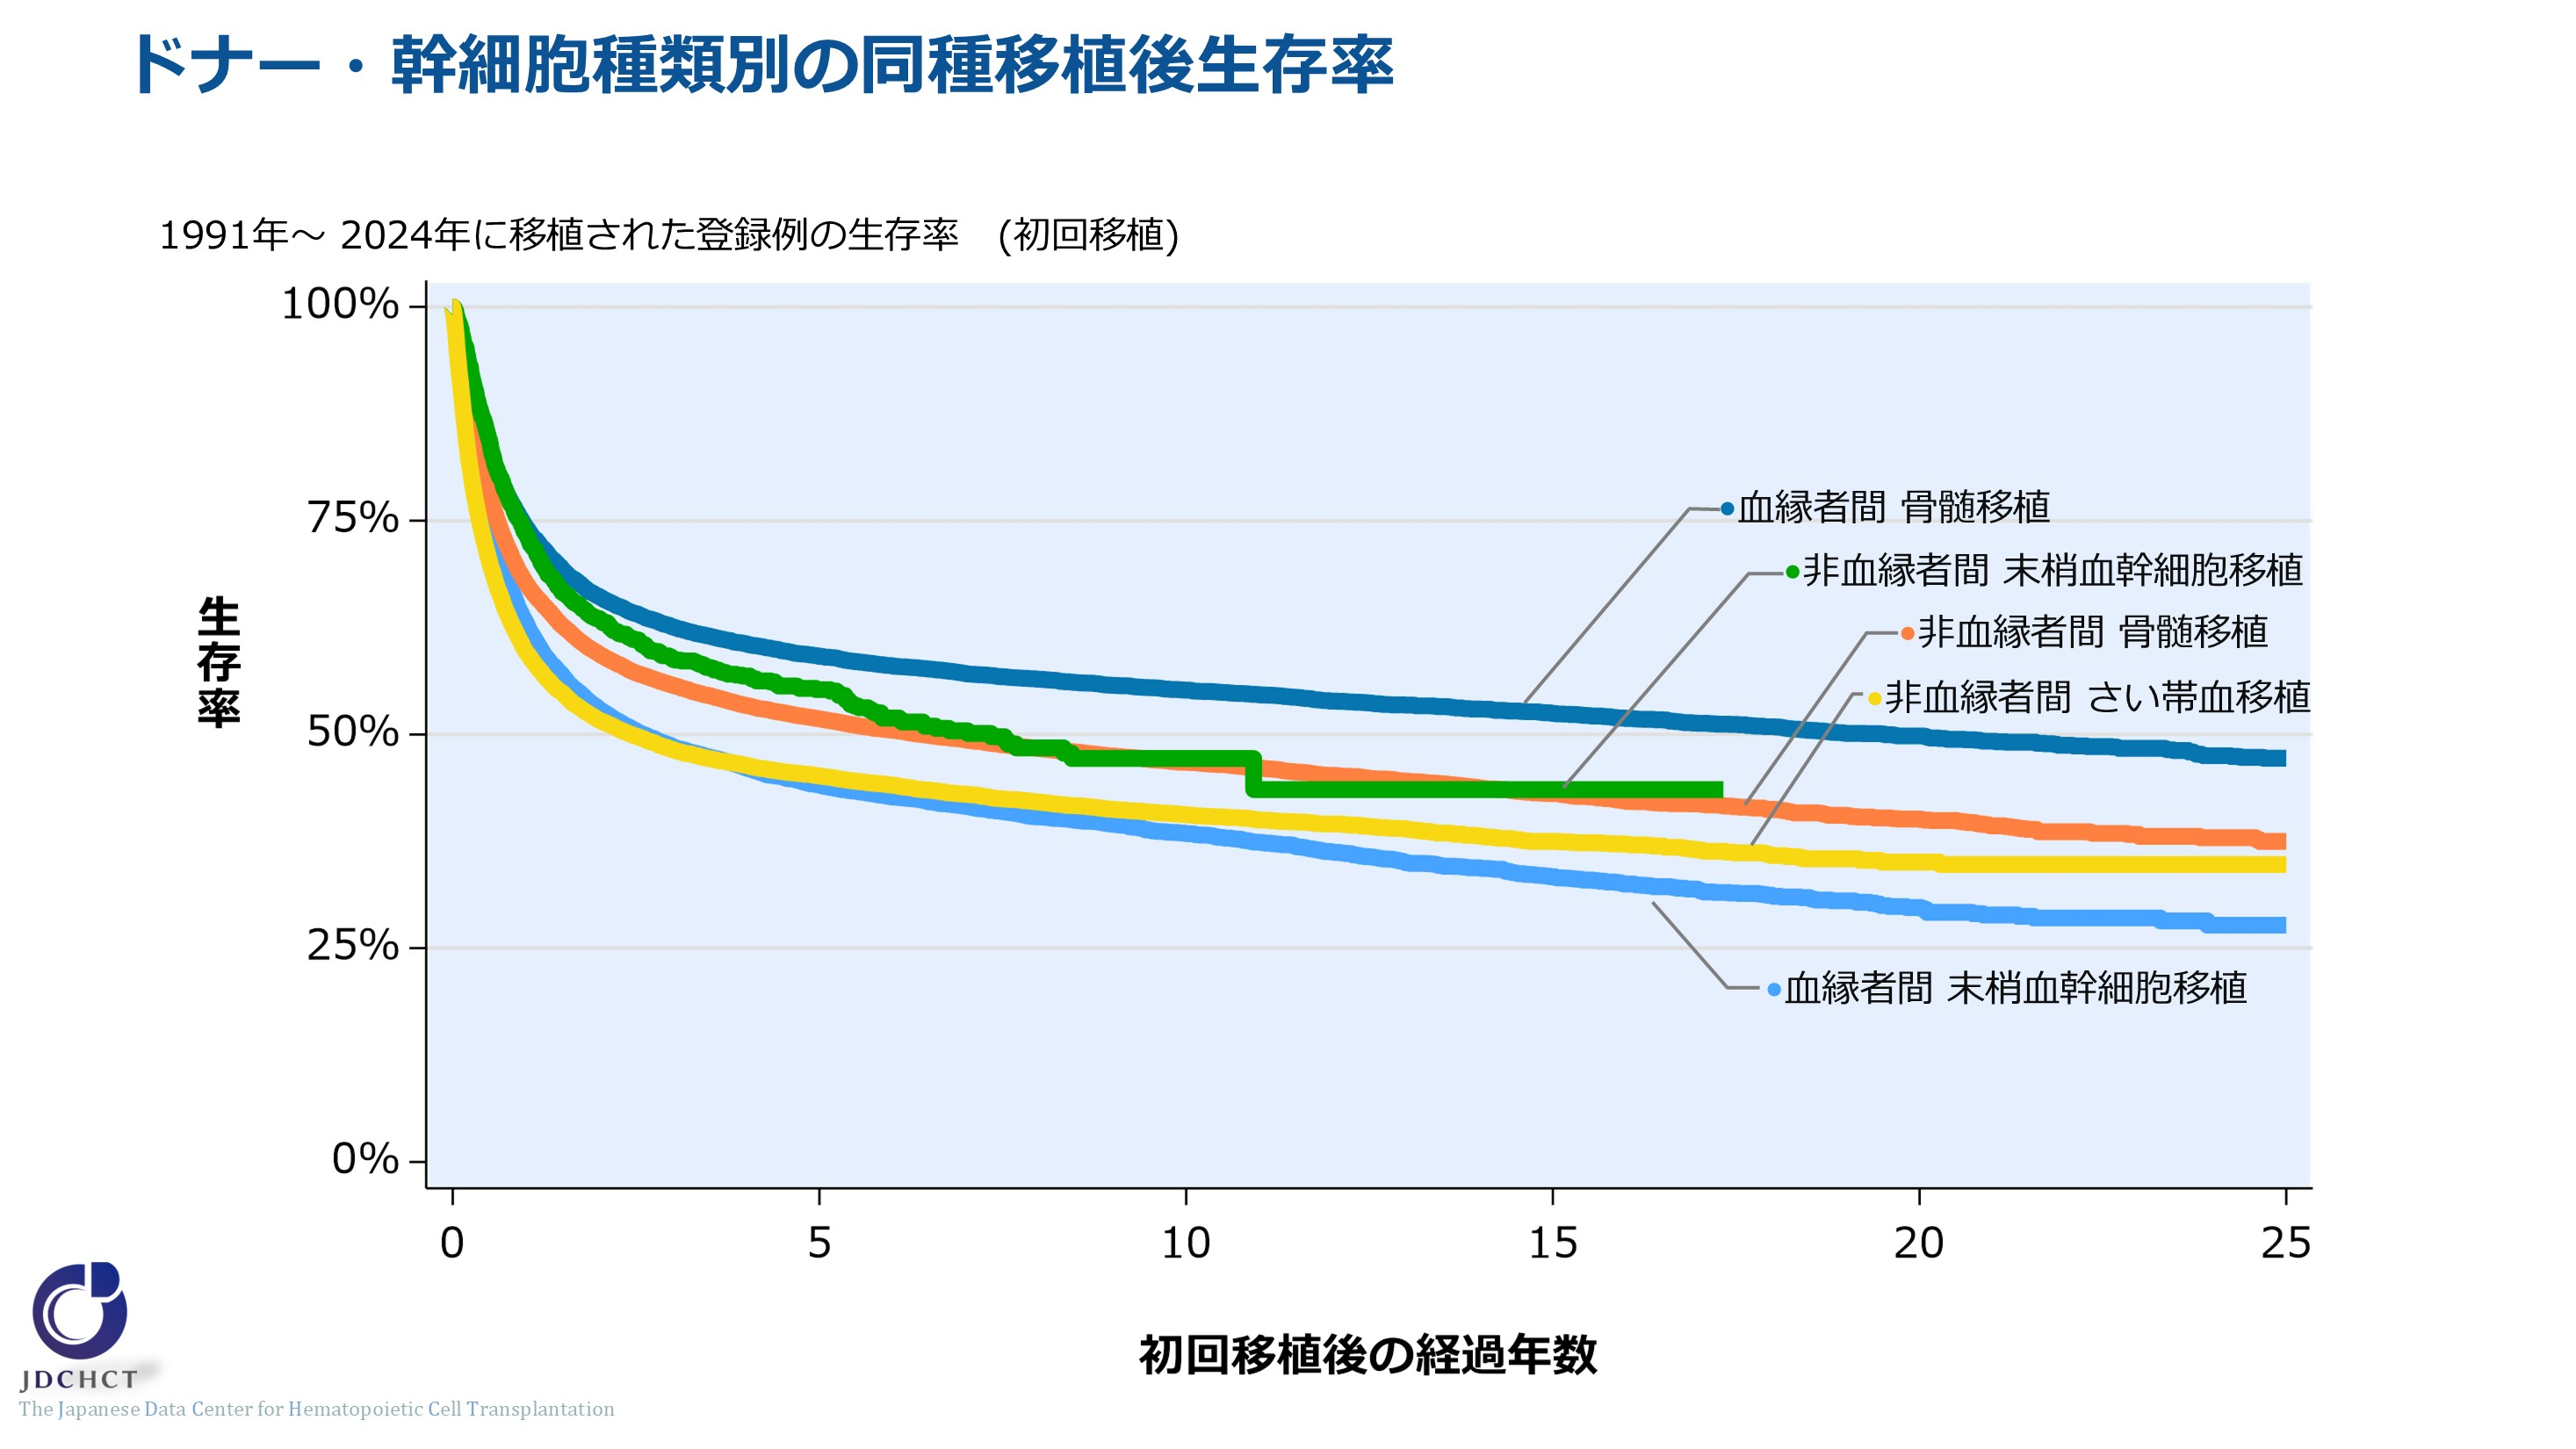 ドナー・幹細胞種類別の同種移植後生存率
1991年～ 2024年に移植された登録例の生存率　(初回移植)
100%
75%
50%
25%
0%
生存率
血縁者間 骨髄移植
非血縁者間 末梢血幹細胞移植
非血縁者間 骨髄移植
非血縁者間 さい帯血移植
血縁者間 末梢血幹細胞移植
0 5 10 15 20 25
初回移植後の経過年数
JDCHCT
The Japanese Data Center for Hematopoietic Cell Transplantation